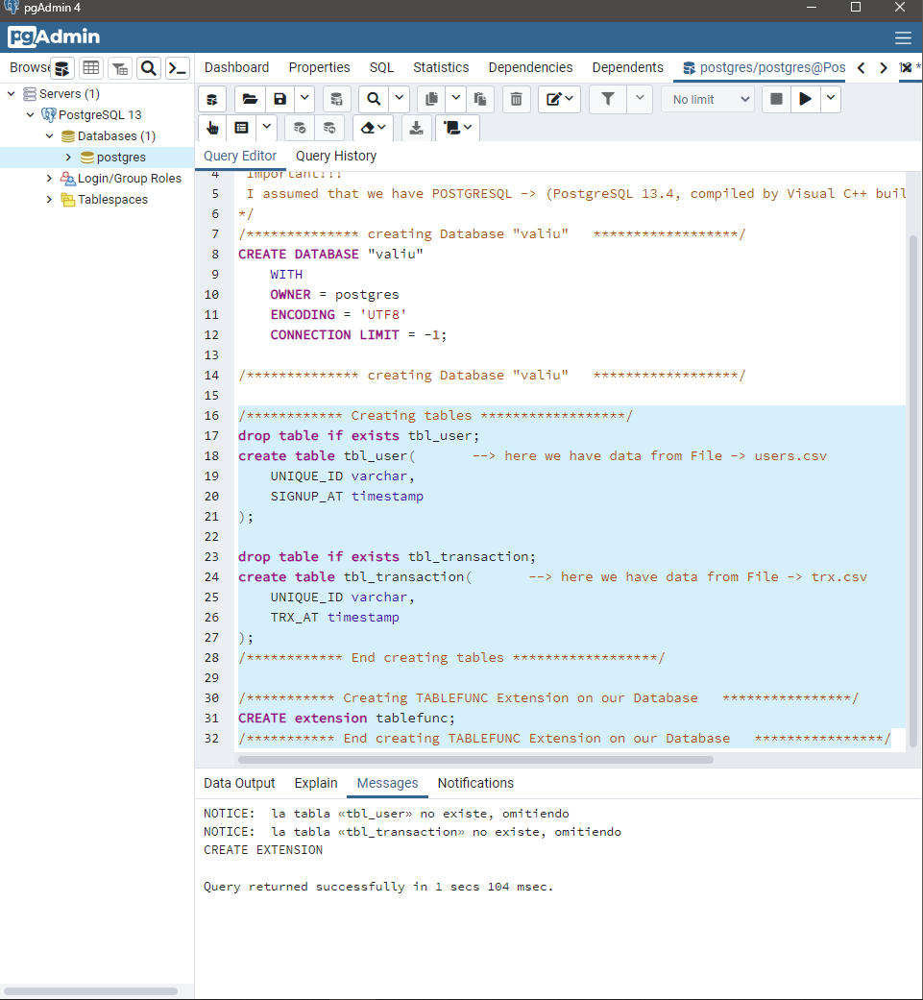 pgAdmin 4
pgAdmin
Browse
Dashboard Properties SQL Statistics Dependencies Dependents postgres/postgres@Pos
Servers (1)
PostgreSQL 13
Databases (1)
postgres
Login/Group Roles
Tablespaces
No limit
Query Editor Query History
4 Important!!!
5 I assumed that we have POSTGRESQL -> (PostgreSQL 13.4, compiled by Visual C++ buil
6 */
7 /************** creating Database "valiu"   ******************/
8 CREATE DATABASE "valiu"
9     WITH
10     OWNER = postgres
11     ENCODING = 'UTF8'
12     CONNECTION LIMIT = -1;
13
14 /************** creating Database "valiu"   ******************/
15
16 /************ Creating tables ******************/
17 drop table if exists tbl_user;
18 create table tbl_user(       --> here we have data from File -> users.csv
19     UNIQUE_ID varchar,
20     SIGNUP_AT timestamp
21 );
22
23 drop table if exists tbl_transaction;
24 create table tbl_transaction(       --> here we have data from File -> trx.csv
25     UNIQUE_ID varchar,
26     TRX_AT timestamp
27 );
28 /************ End creating tables ******************/
29
30 /*********** Creating TABLEFUNC Extension on our Database   ****************/
31 CREATE extension tablefunc;
32 /*********** End creating TABLEFUNC Extension on our Database   ****************/
Data Output Explain Messages Notifications
NOTICE:  la tabla «tbl_user» no existe, omitiendo
NOTICE:  la tabla «tbl_transaction» no existe, omitiendo
CREATE EXTENSION
Query returned successfully in 1 secs 104 msec.